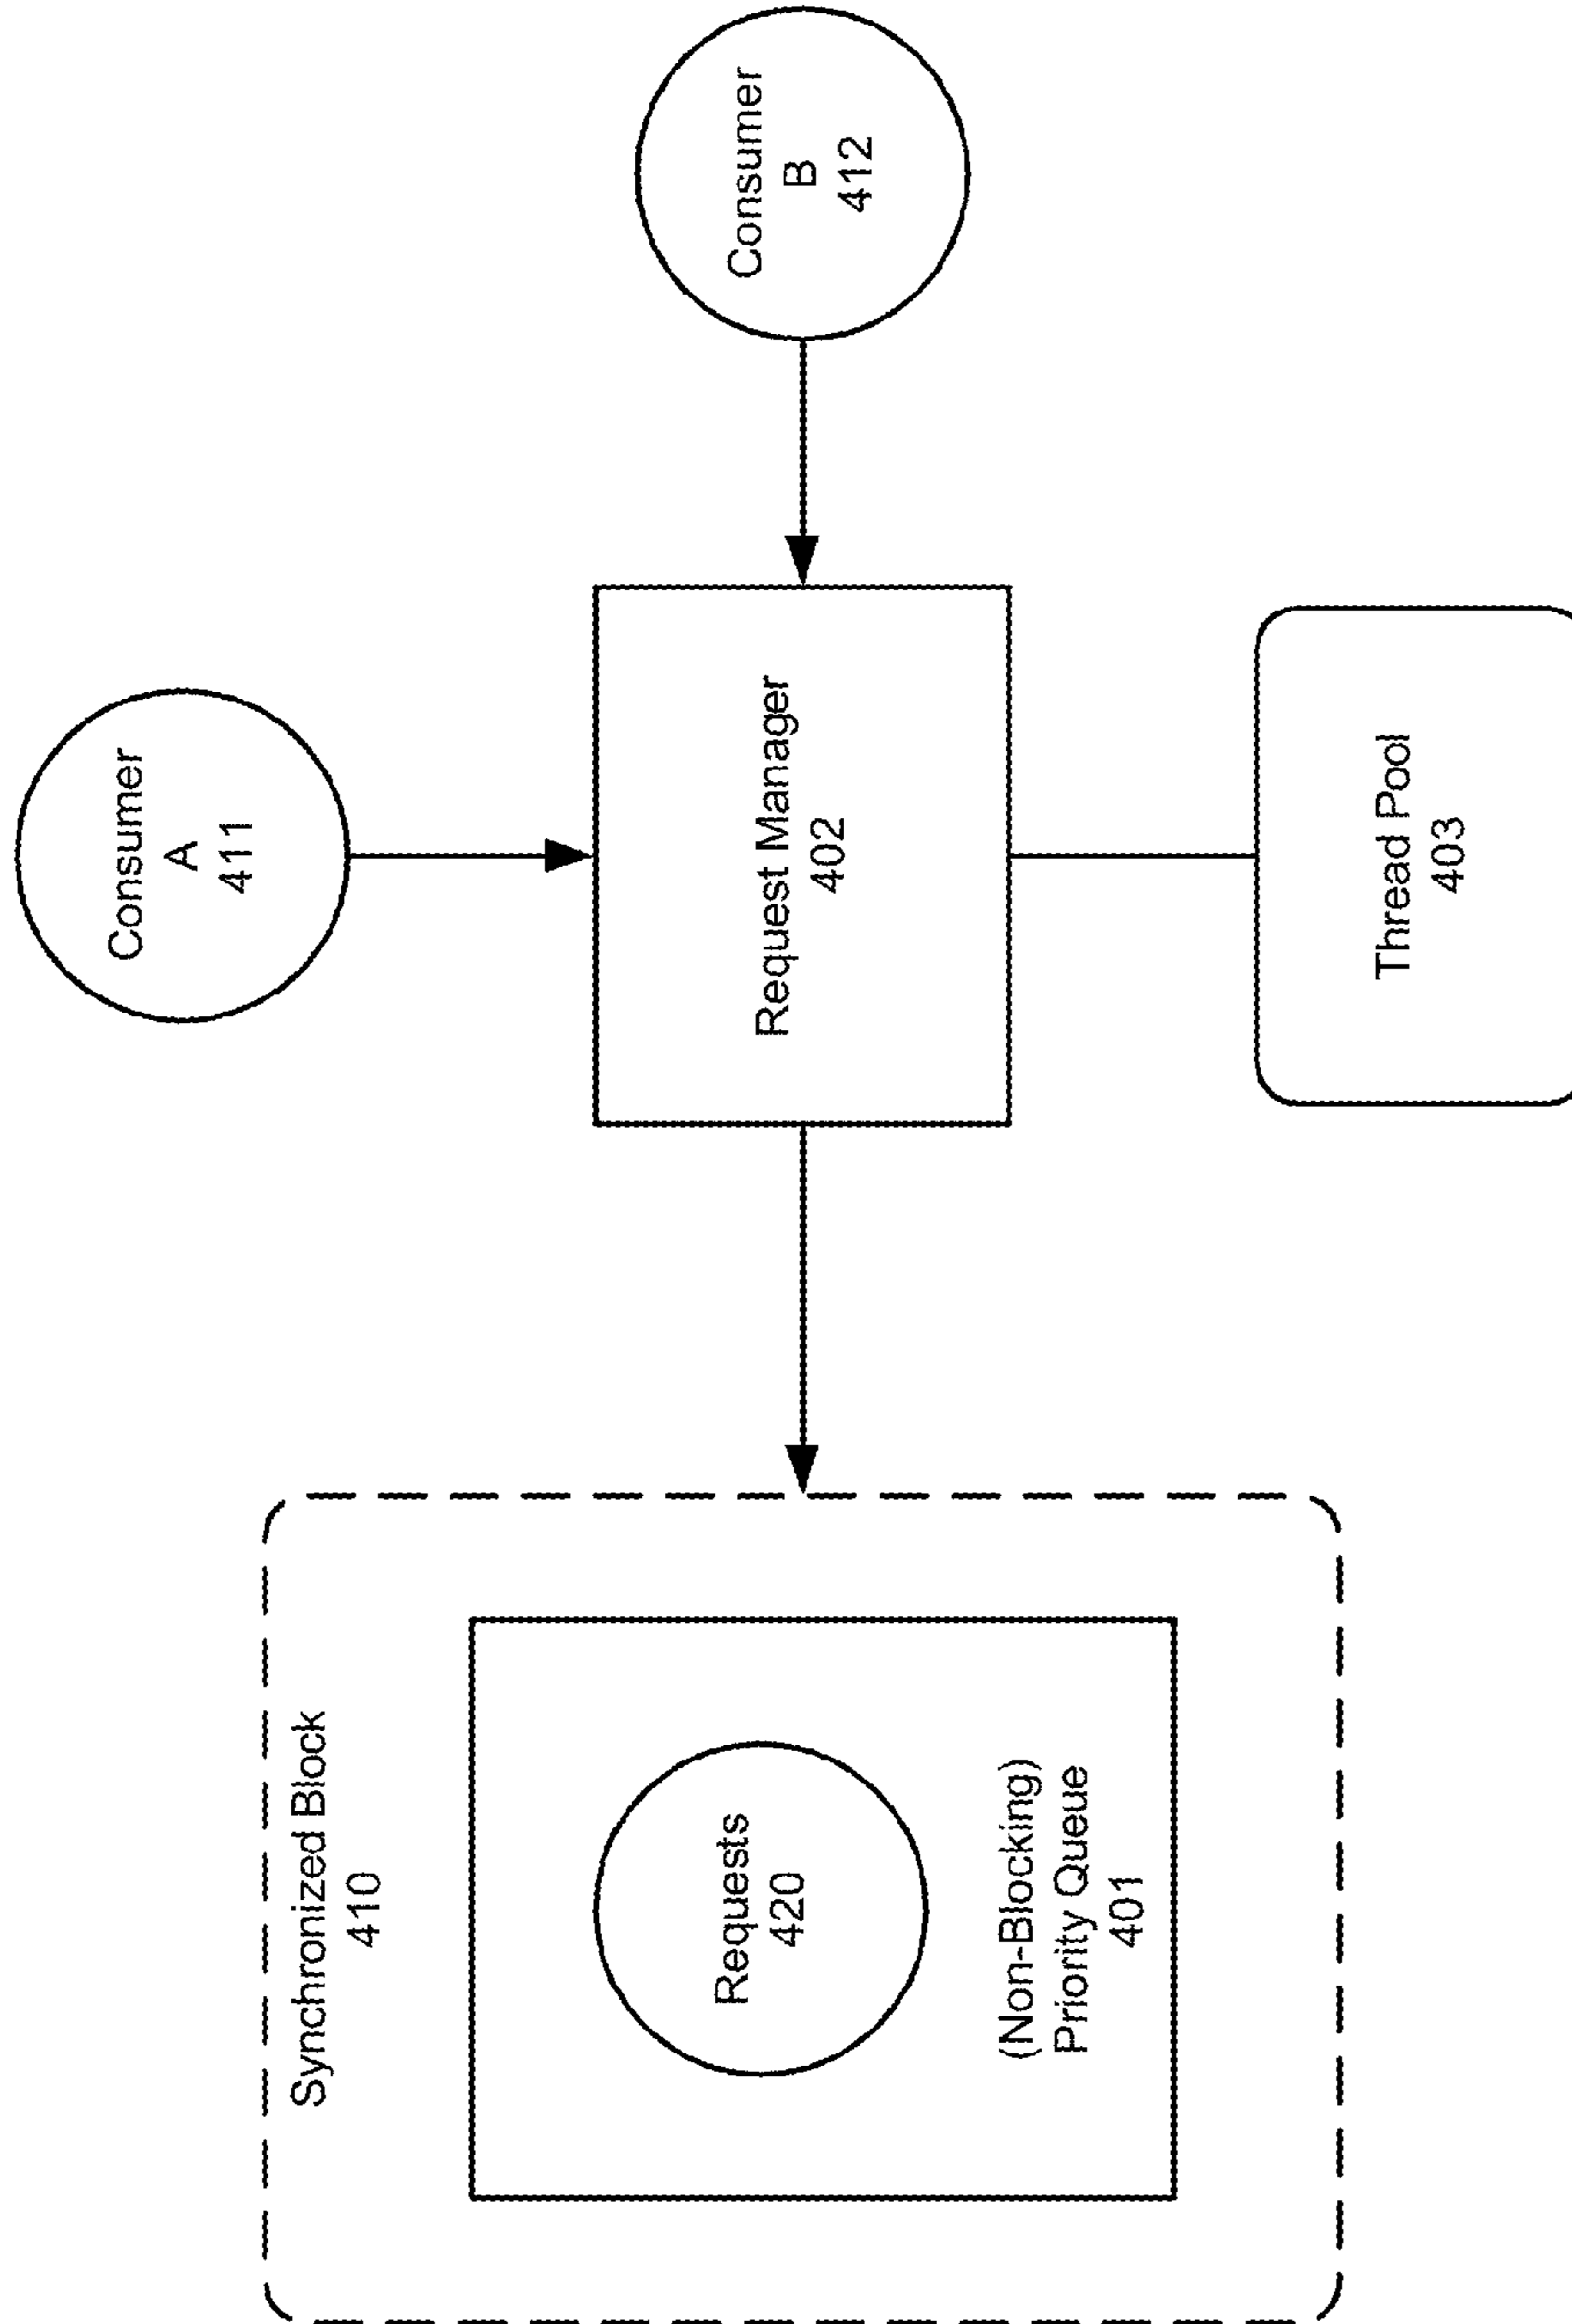 Synchronized Block
410
Requests
420
(Non-Blocking)
Priority Queue
401
Consumer
A
411
Request Manager
402
Thread Pool
403
Consumer
B
412